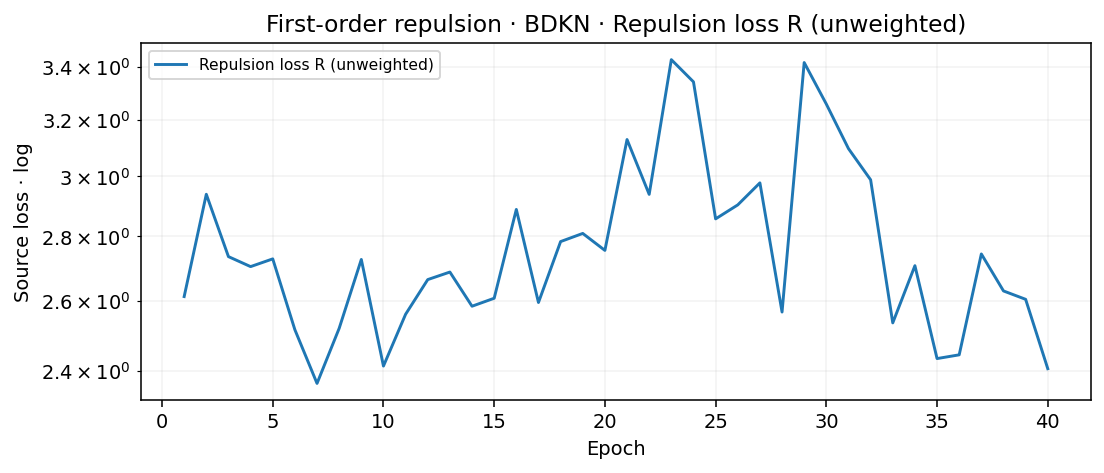 First-order repulsion · BDKN · Repulsion loss R (unweighted)
Repulsion loss R (unweighted)
Source loss · log
3.4 × 10⁰
3.2 × 10⁰
3 × 10⁰
2.8 × 10⁰
2.6 × 10⁰
2.4 × 10⁰
0 5 10 15 20 25 30 35 40
Epoch